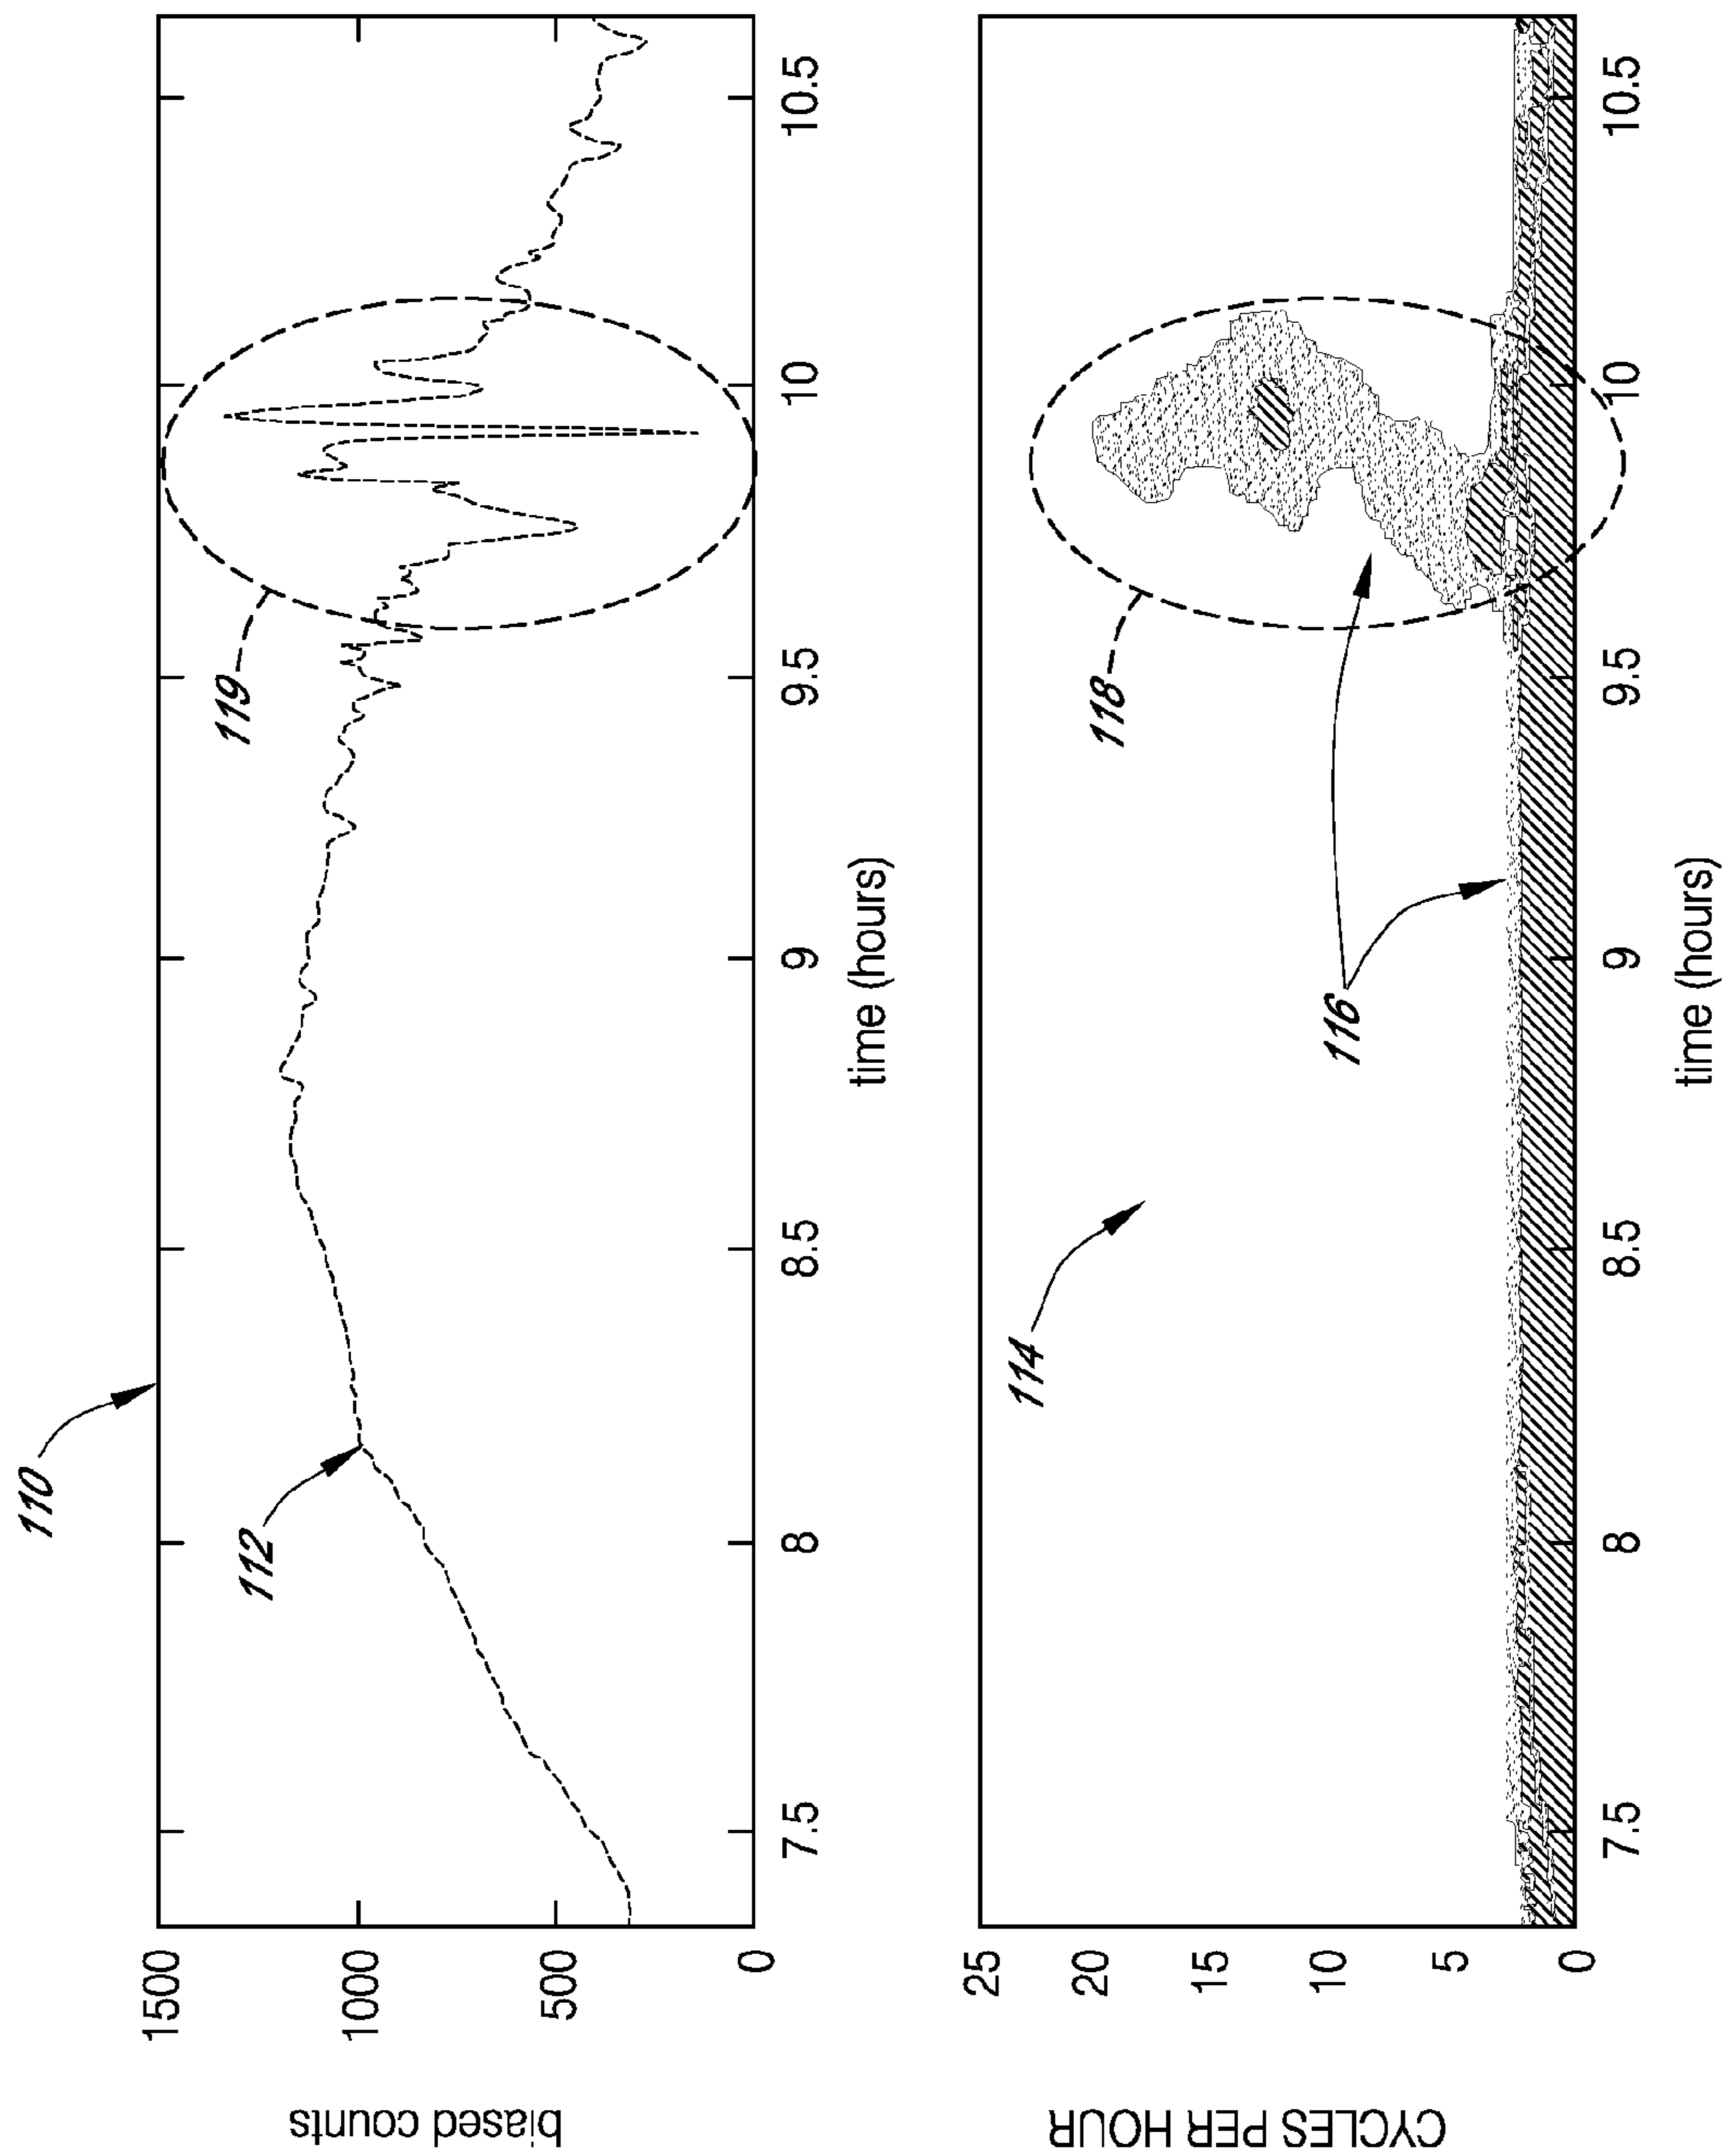 110
biased counts
1500
1000
500
0
112
119
7.5 8 8.5 9 9.5 10 10.5
time (hours)
CYCLES PER HOUR
25
20
15
10
5
0
114
118
116
7.5 8 8.5 9 9.5 10 10.5
time (hours)